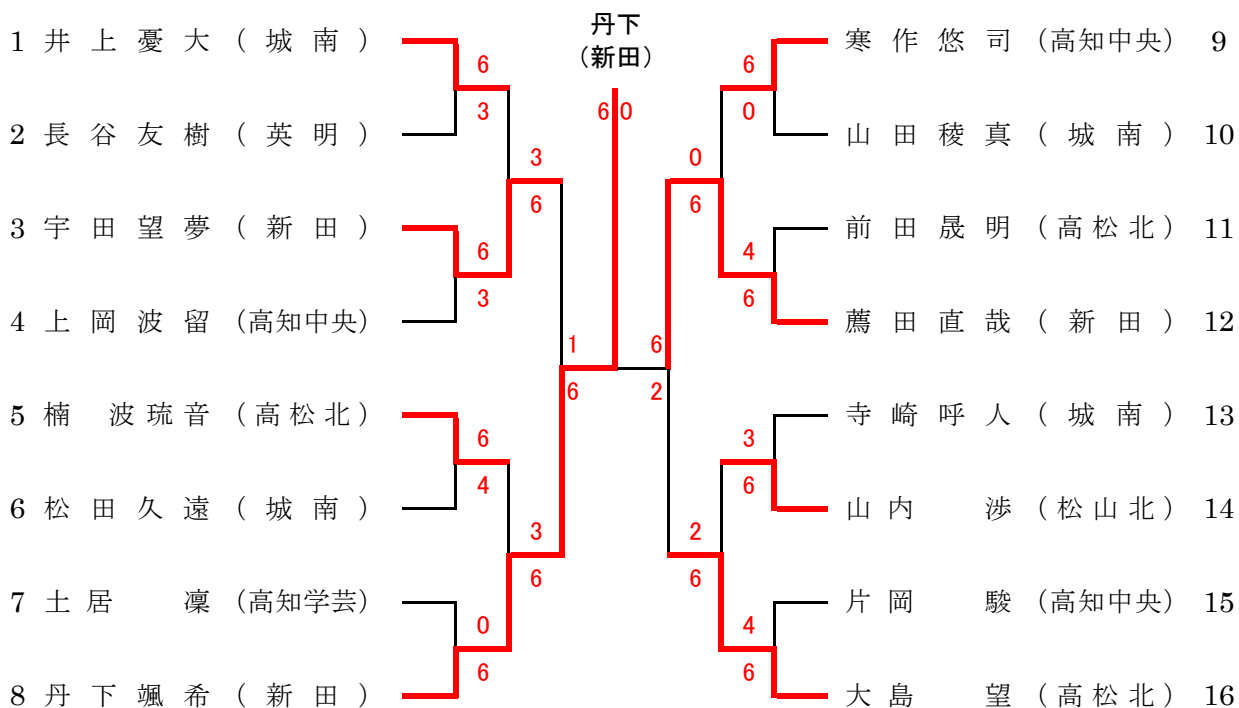 丹下
(新田)
6 0
1 井上憂大 (城南)
2 長谷友樹 (英明)
3 宇田望夢 (新田)
4 上岡波留 (高知中央)
5 楠 波琉音 (高松北)
6 松田久遠 (城南)
7 土居 凜 (高知学芸)
8 丹下颯希 (新田)
6
3
6
3
6
4
0
6
3
6
3
6
1
6
寒作悠司 (高知中央) 9
山田稜真 (城南) 10
前田晟明 (高松北) 11
薦田直哉 (新田) 12
寺崎呼人 (城南) 13
山内 渉 (松山北) 14
片岡 駿 (高知中央) 15
大島 望 (高松北) 16
6
0
4
6
3
6
4
6
0
6
2
6
6
2